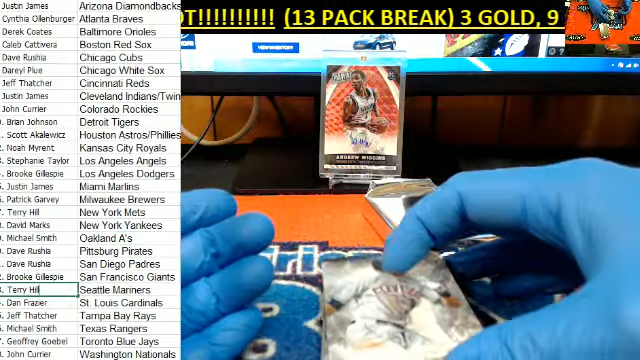 Justin James Arizona Diamondbacks
OT!!!!!!!!!! (13 PACK BREAK) 3 GOLD, 9
Cynthia Ollenburger Atlanta Braves
Derek Coates Baltimore Orioles
Caleb Cattivera Boston Red Sox
Dave Rushia Chicago Cubs
Dareyl Plue Chicago White Sox
Jeff Thatcher Cincinnati Reds
Justin James Cleveland Indians/Twin
John Currier Colorado Rockies
Brian Johnson Detroit Tigers
Scott Akalewicz Houston Astros/Phillies
Noah Myrent Kansas City Royals
Stephanie Taylor Los Angeles Angels
Brooke Gillespie Los Angeles Dodgers
Justin James Miami Marlins
Patrick Garvey Milwaukee Brewers
Terry Hill New York Mets
David Marks New York Yankees
Michael Smith Oakland A's
Dave Rushia Pittsburg Pirates
Dave Rushia San Diego Padres
Brooke Gillespie San Francisco Giants
Terry Hill Seattle Mariners
Dan Frazier St. Louis Cardinals
Jeff Thatcher Tampa Bay Rays
Michael Smith Texas Rangers
Geoffrey Goebel Toronto Blue Jays
John Currier Washington Nationals
PANINI
ANDREW WIGGINS